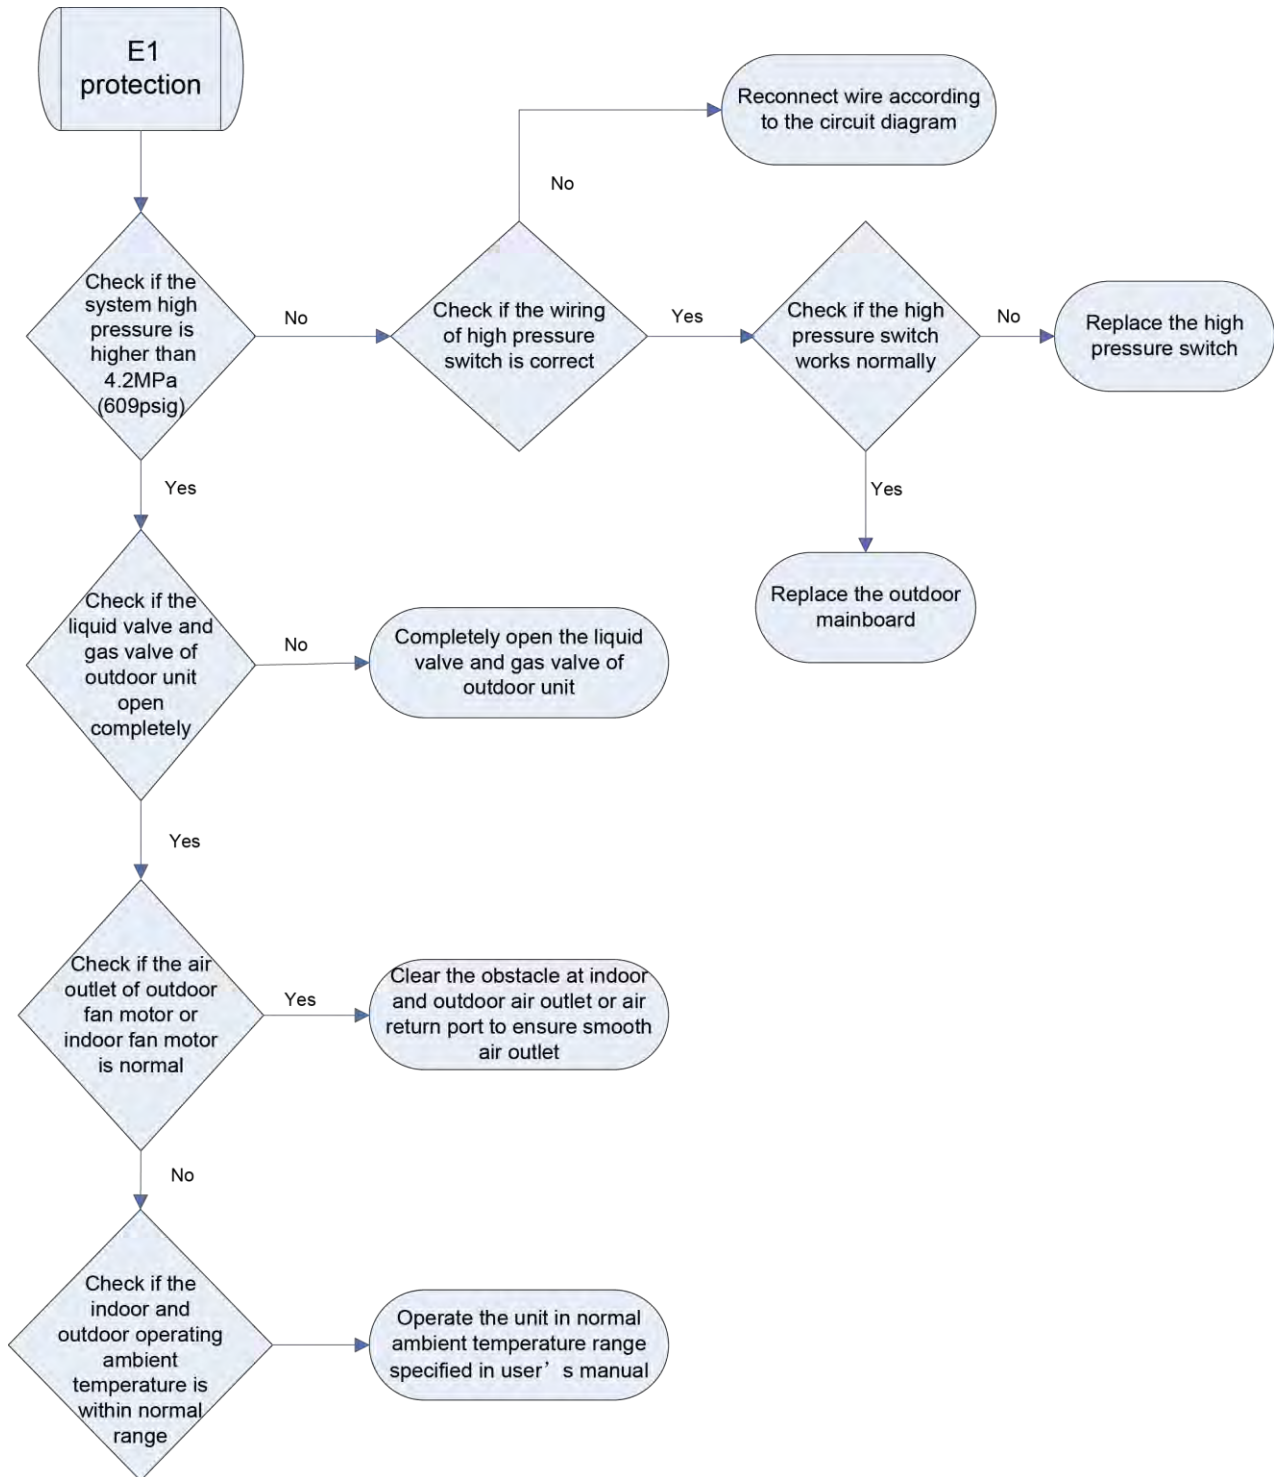 E1
protection
Reconnect wire according
to the circuit diagram
No
Check if the
system high
pressure is
higher than
4.2MPa
(609psig)
No
Check if the wiring
of high pressure
switch is correct
Yes
Check if the high
pressure switch
works normally
No
Replace the high
pressure switch
Yes
Yes
Replace the outdoor
mainboard
Check if the
liquid valve and
gas valve of
outdoor unit
open
completely
No
Completely open the liquid
valve and gas valve of
outdoor unit
Yes
Check if the air
outlet of outdoor
fan motor or
indoor fan motor
is normal
Yes
Clear the obstacle at indoor
and outdoor air outlet or air
return port to ensure smooth
air outlet
No
Check if the
indoor and
outdoor operating
ambient
temperature is
within normal
range
Operate the unit in normal
ambient temperature range
specified in user’ s manual